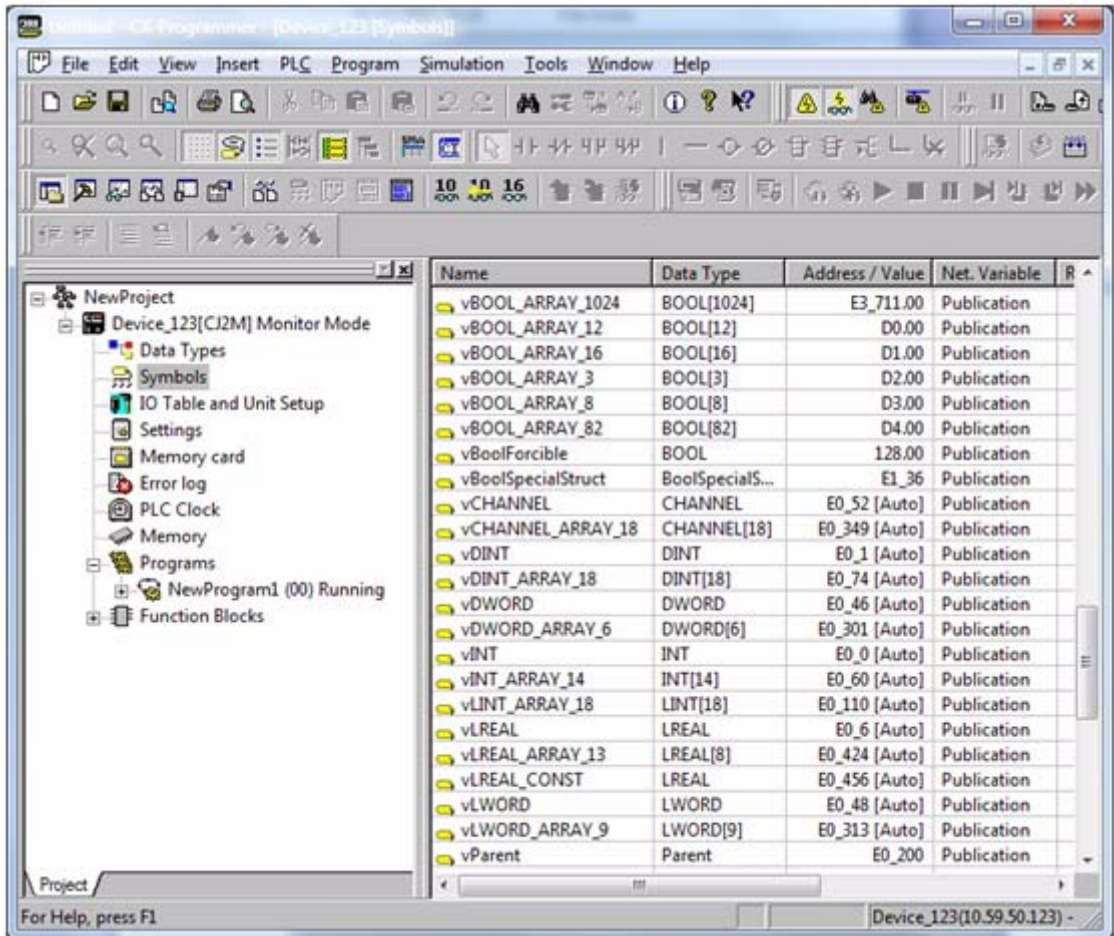 Untitled - CX-Programmer - [Device_123 [Symbols]]
File Edit View Insert PLC Program Simulation Tools Window Help
10 10 16
Name Data Type Address / Value Net. Variable R
vBOOL_ARRAY_1024 BOOL[1024] E3_711.00 Publication
vBOOL_ARRAY_12 BOOL[12] D0.00 Publication
vBOOL_ARRAY_16 BOOL[16] D1.00 Publication
vBOOL_ARRAY_3 BOOL[3] D2.00 Publication
vBOOL_ARRAY_8 BOOL[8] D3.00 Publication
vBOOL_ARRAY_82 BOOL[82] D4.00 Publication
vBoolForcible BOOL 128.00 Publication
vBoolSpecialStruct BoolSpecialS... E1_36 Publication
vCHANNEL CHANNEL E0_52 [Auto] Publication
vCHANNEL_ARRAY_18 CHANNEL[18] E0_349 [Auto] Publication
vDINT DINT E0_1 [Auto] Publication
vDINT_ARRAY_18 DINT[18] E0_74 [Auto] Publication
vDWORD DWORD E0_46 [Auto] Publication
vDWORD_ARRAY_6 DWORD[6] E0_301 [Auto] Publication
vINT INT E0_0 [Auto] Publication
vINT_ARRAY_14 INT[14] E0_60 [Auto] Publication
vLINT_ARRAY_18 LINT[18] E0_110 [Auto] Publication
vLREAL LREAL E0_6 [Auto] Publication
vLREAL_ARRAY_13 LREAL[8] E0_424 [Auto] Publication
vLREAL_CONST LREAL E0_456 [Auto] Publication
vLWORD LWORD E0_48 [Auto] Publication
vLWORD_ARRAY_9 LWORD[9] E0_313 [Auto] Publication
vParent Parent E0_200 Publication
NewProject
Device_123[CJ2M] Monitor Mode
Data Types
Symbols
IO Table and Unit Setup
Settings
Memory card
Error log
PLC Clock
Memory
Programs
NewProgram1 (00) Running
Function Blocks
Project
For Help, press F1
Device_123(10.59.50.123) -